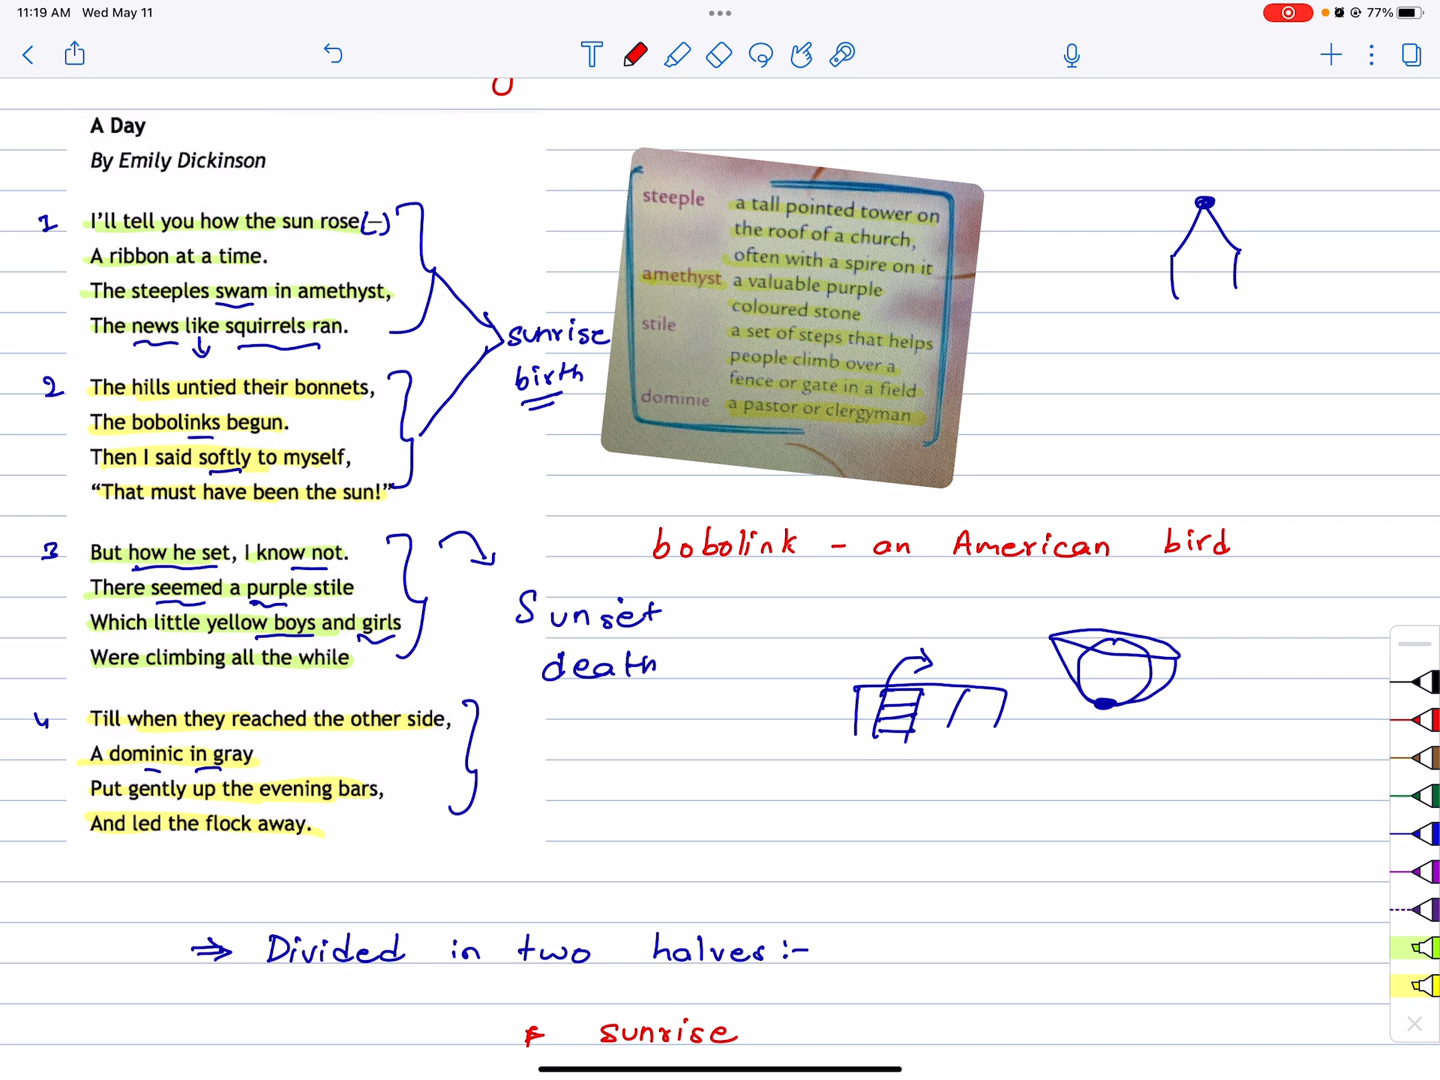 11:19 AM Wed May 11
77%
A Day
By Emily Dickinson
1 I'll tell you how the sun rose (-)
A ribbon at a time.
The steeples swam in amethyst,
The news like squirrels ran.
2 The hills untied their bonnets,
The bobolinks begun.
Then I said softly to myself,
"That must have been the sun!"
sunrise
birth
3 But how he set, I know not.
There seemed a purple stile
Which little yellow boys and girls
Were climbing all the while
Sunset
death
4 Till when they reached the other side,
A dominic in gray
Put gently up the evening bars,
And led the flock away.
steeple a tall pointed tower on
the roof of a church,
often with a spire on it
amethyst a valuable purple
coloured stone
stile a set of steps that helps
people climb over a
fence or gate in a field
dominie a pastor or clergyman
bobolink - an American bird
⇒ Divided in two halves :-
* sunrise